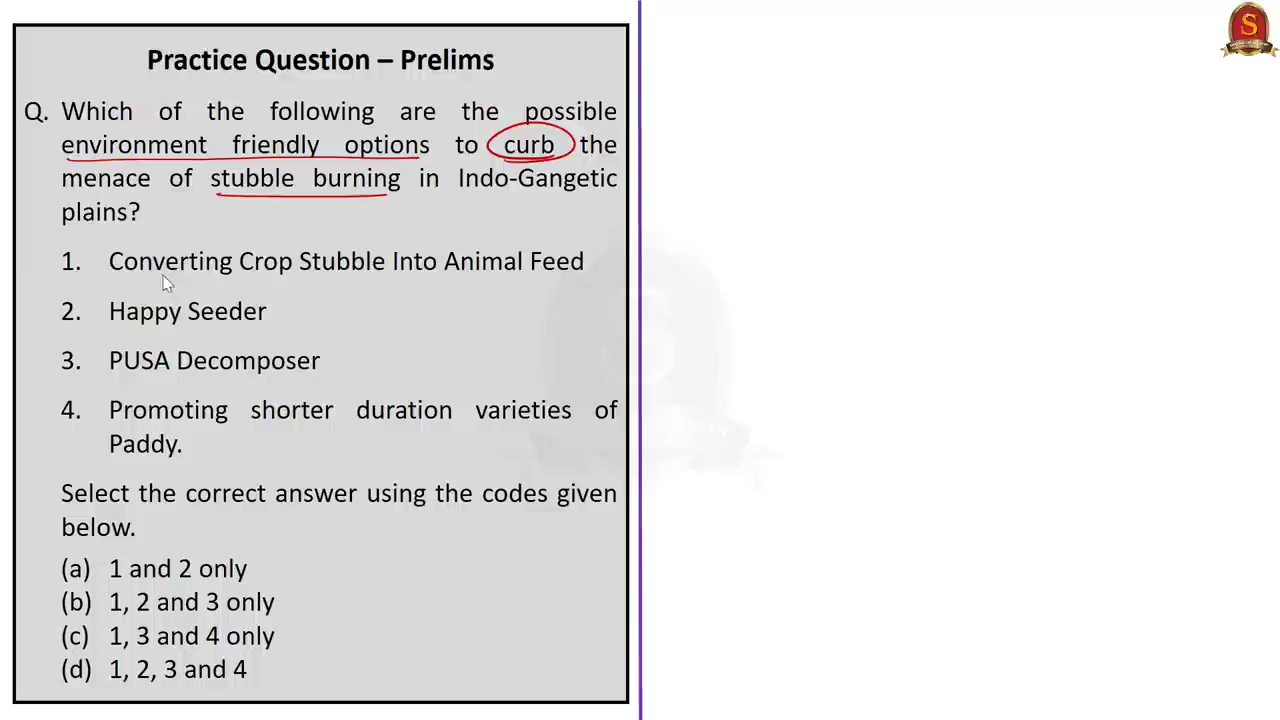 Practice Question – Prelims
Q. Which of the following are the possible
environment friendly options to curb the
menace of stubble burning in Indo-Gangetic
plains?
1. Converting Crop Stubble Into Animal Feed
2. Happy Seeder
3. PUSA Decomposer
4. Promoting shorter duration varieties of
Paddy.
Select the correct answer using the codes given
below.
(a) 1 and 2 only
(b) 1, 2 and 3 only
(c) 1, 3 and 4 only
(d) 1, 2, 3 and 4
S